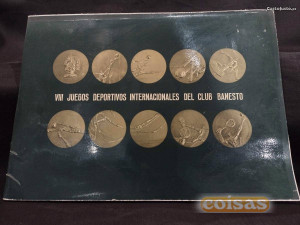 VIII JUEGOS DEPORTIVOS INTERNACIONALES DEL CLUB BANESTO
coisas